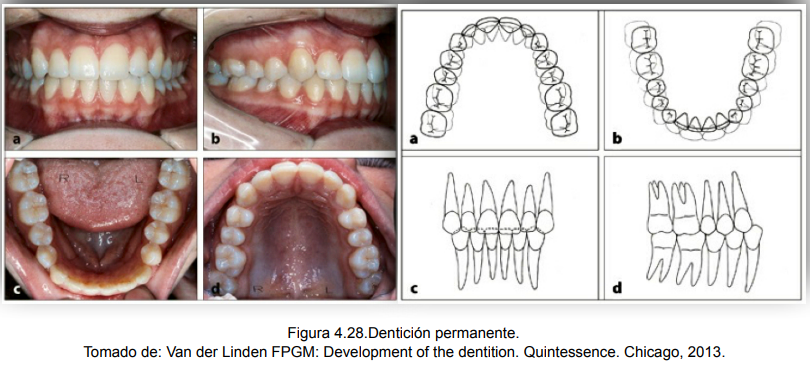 a
b
R L
c
d
R L
a
b
c
d
Figura 4.28.Dentición permanente.
Tomado de: Van der Linden FPGM: Development of the dentition. Quintessence. Chicago, 2013.